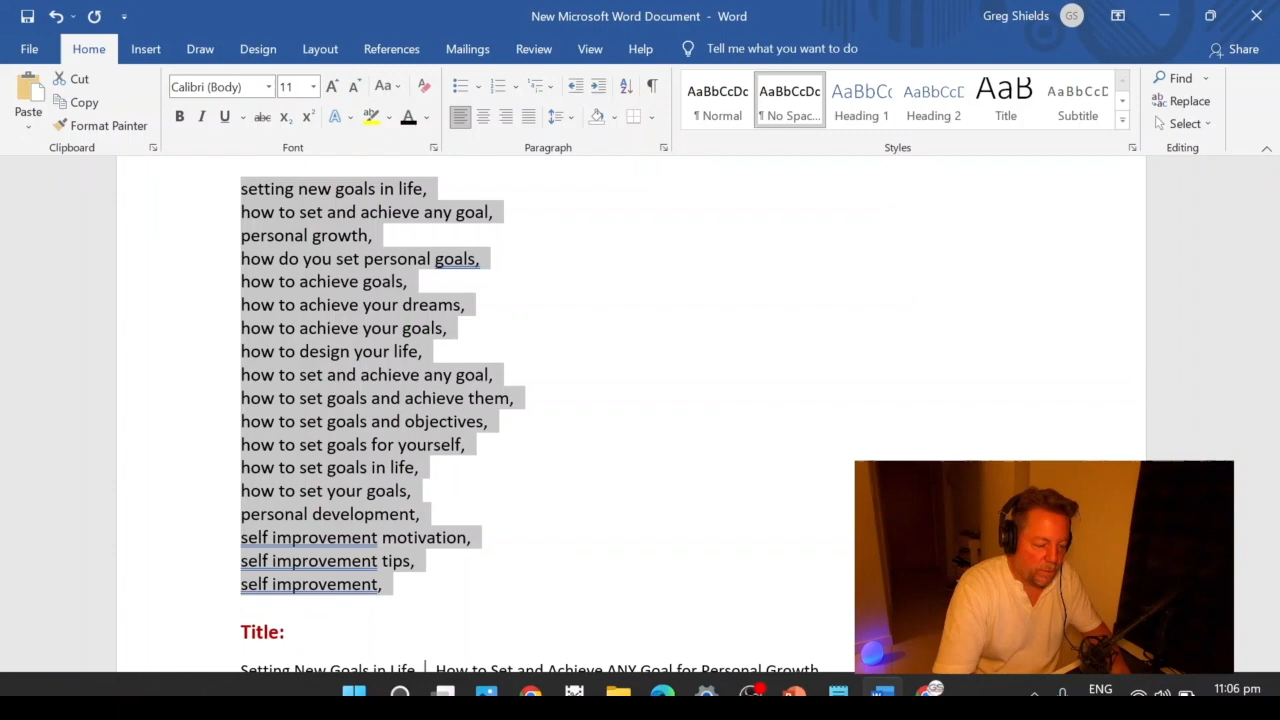 New Microsoft Word Document - Word
Greg Shields GS
File Home Insert Draw Design Layout References Mailings Review View Help Tell me what you want to do Share
Cut
Copy
Format Painter
Paste
Clipboard
Calibri (Body) 11
Font
Paragraph
AaBbCcDc AaBbCcDc AaBbCc AaBbCcD AaB AaBbCcD
¶ Normal ¶ No Spac... Heading 1 Heading 2 Title Subtitle
Styles
Find
Replace
Select
Editing
setting new goals in life,
how to set and achieve any goal,
personal growth,
how do you set personal goals,
how to achieve goals,
how to achieve your dreams,
how to achieve your goals,
how to design your life,
how to set and achieve any goal,
how to set goals and achieve them,
how to set goals and objectives,
how to set goals for yourself,
how to set goals in life,
how to set your goals,
personal development,
self improvement motivation,
self improvement tips,
self improvement,
Title:
Setting New Goals in Life | How to Set and Achieve ANY Goal for Personal Growth
ENG 11:06 pm